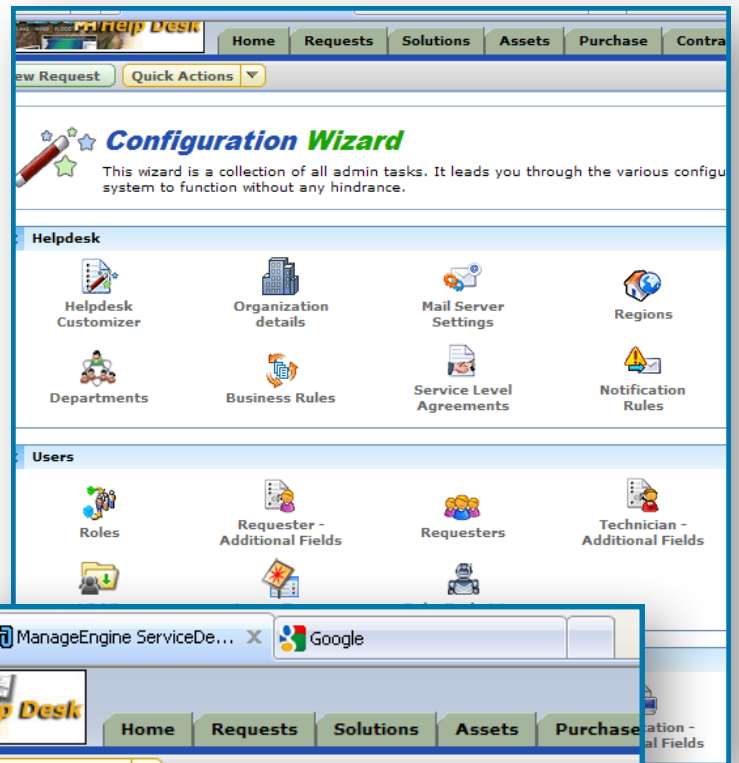 Help Desk
Home Requests Solutions Assets Purchase Contra
ew Request Quick Actions
Configuration Wizard
This wizard is a collection of all admin tasks. It leads you through the various configu
system to function without any hindrance.
Helpdesk
Helpdesk
Customizer
Organization
details
Mail Server
Settings
Regions
Departments
Business Rules
Service Level
Agreements
Notification
Rules
Users
Roles
Requester -
Additional Fields
Requesters
Technician -
Additional Fields
ManageEngine ServiceDe... X Google
p Desk
Home Requests Solutions Assets Purchase
ation -
al Fields